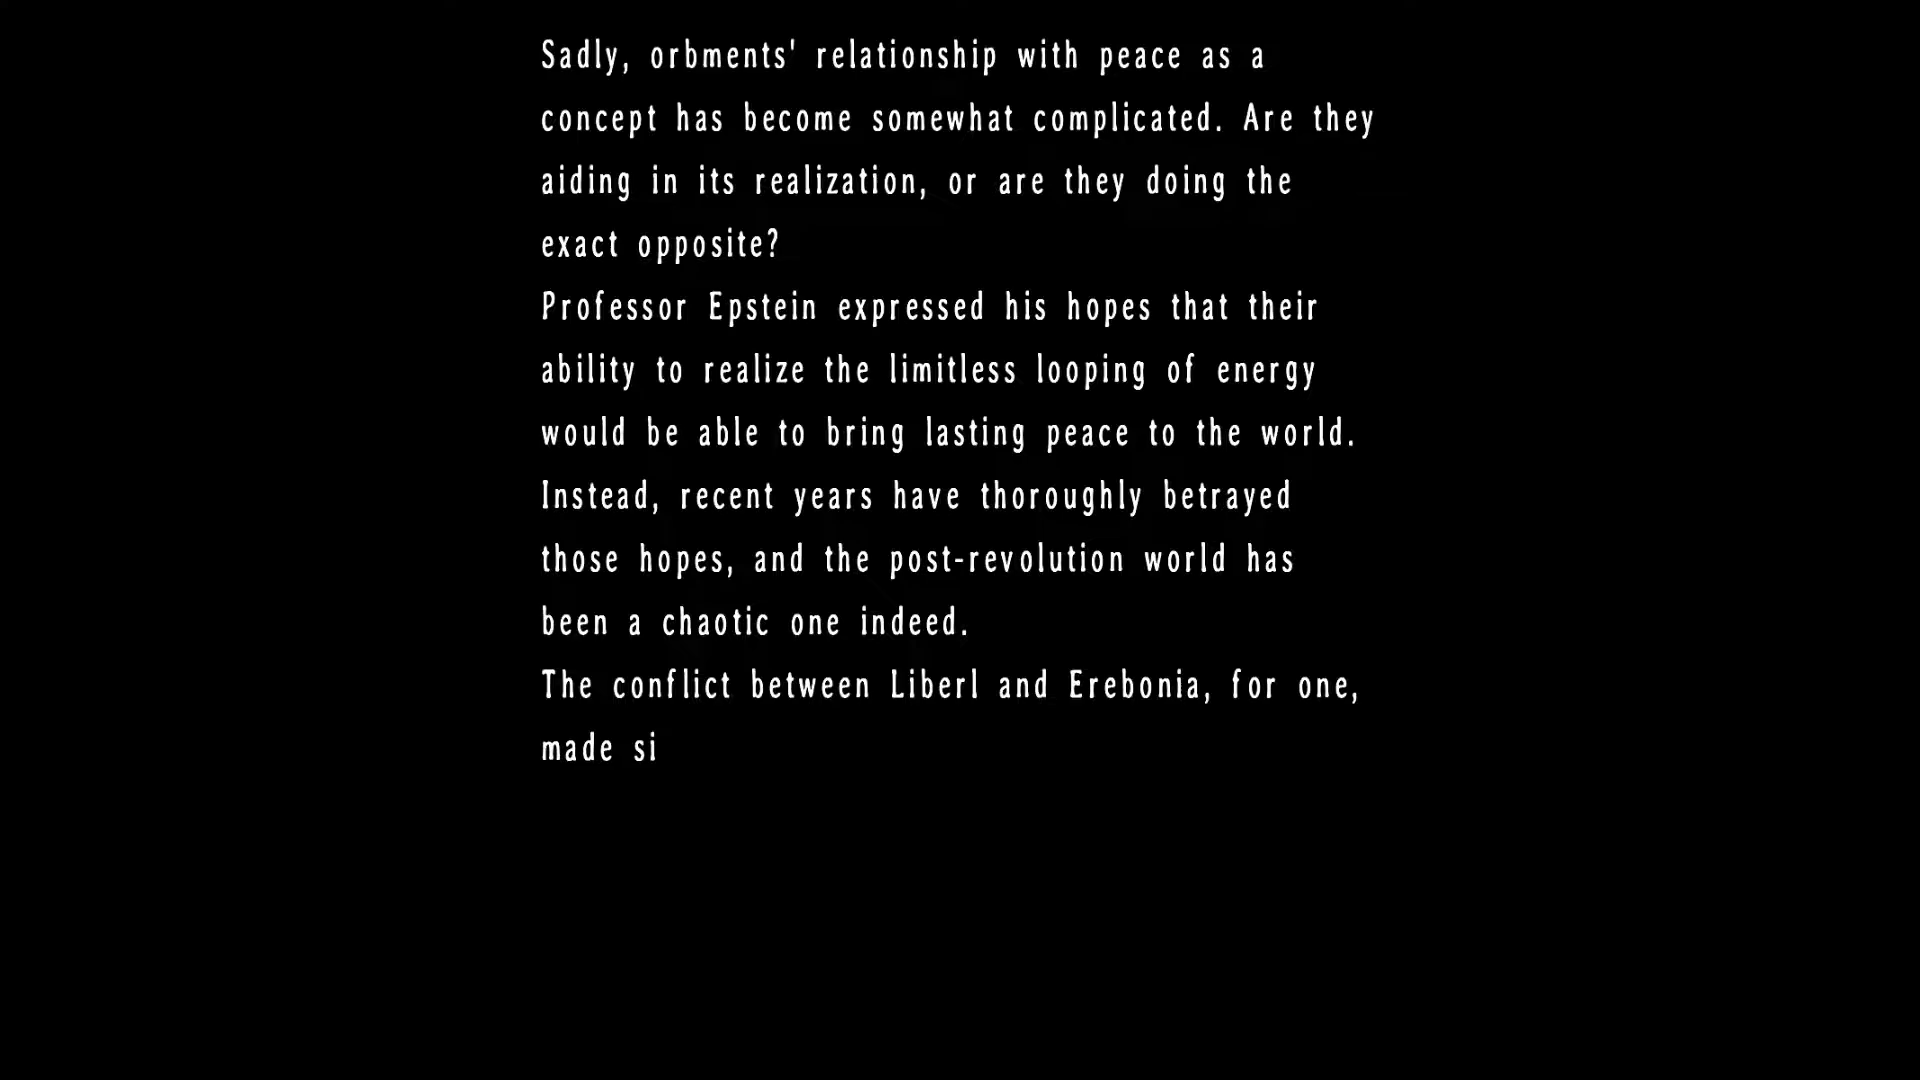 Sadly, orbments' relationship with peace as a
concept has become somewhat complicated. Are they
aiding in its realization, or are they doing the
exact opposite?
Professor Epstein expressed his hopes that their
ability to realize the limitless looping of energy
would be able to bring lasting peace to the world.
Instead, recent years have thoroughly betrayed
those hopes, and the post-revolution world has
been a chaotic one indeed.
The conflict between Liberl and Erebonia, for one,
made si